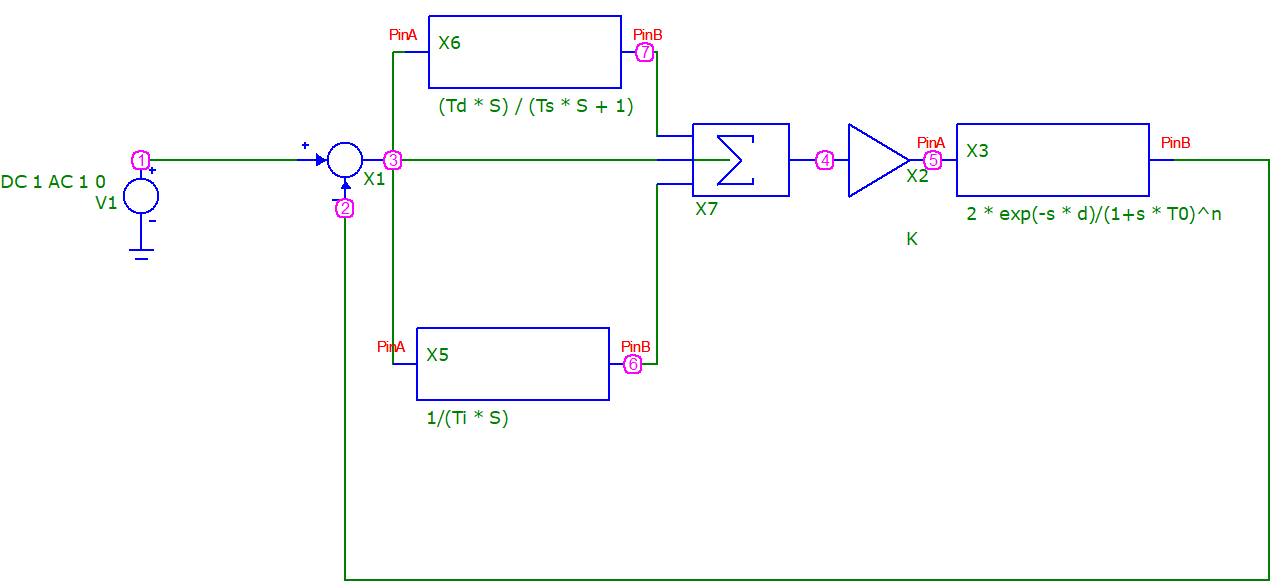 PinA
X6
PinB
7
(Td * S) / (Ts * S + 1)
1
+
3
4
PinA
5
X3
PinB
DC 1 AC 1 0
V1
+
-
X1
-
2
X7
X2
2 * exp(-s * d)/(1+s * T0)^n
K
PinA
X5
PinB
6
1/(Ti * S)